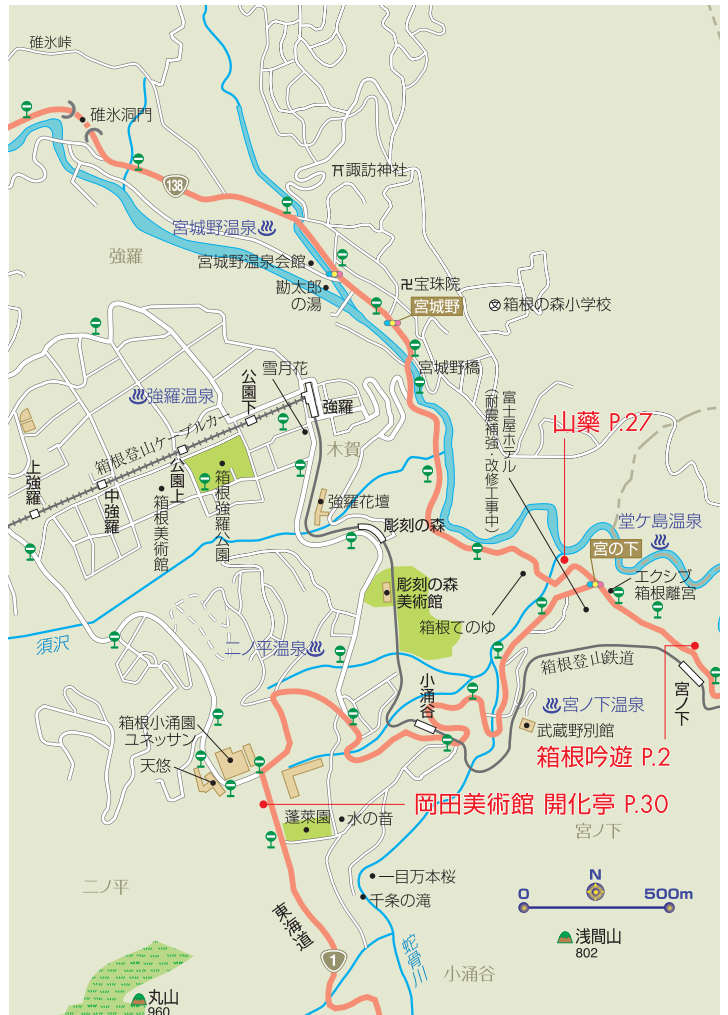 碓氷峠
碓氷洞門
138
諏訪神社
宮城野温泉
強羅
宮城野温泉会館
宝珠院
勘太郎
の湯
宮城野
箱根の森小学校
宮城野橋
雪月花
公園下
強羅
強羅温泉
箱根登山ケーブルカー
木賀
富士屋ホテル
(耐震補強・改修工事中)
山藥 P.27
上強羅
中強羅
公園上
箱根美術館
箱根強羅公園
強羅花壇
彫刻の森
堂ケ島温泉
宮の下
エクシブ
箱根離宮
彫刻の森
美術館
箱根てのゆ
須沢
二ノ平温泉
箱根登山鉄道
小涌谷
宮ノ下
宮ノ下温泉
武蔵野別館
箱根小涌園
ユネッサン
天悠
箱根吟遊 P.2
岡田美術館 開化亭 P.30
蓬莱園
水の音
宮ノ下
二ノ平
一目万本桜
千条の滝
N
0
500m
東海道
1
蛇骨川
小涌谷
浅間山
802
丸山
960